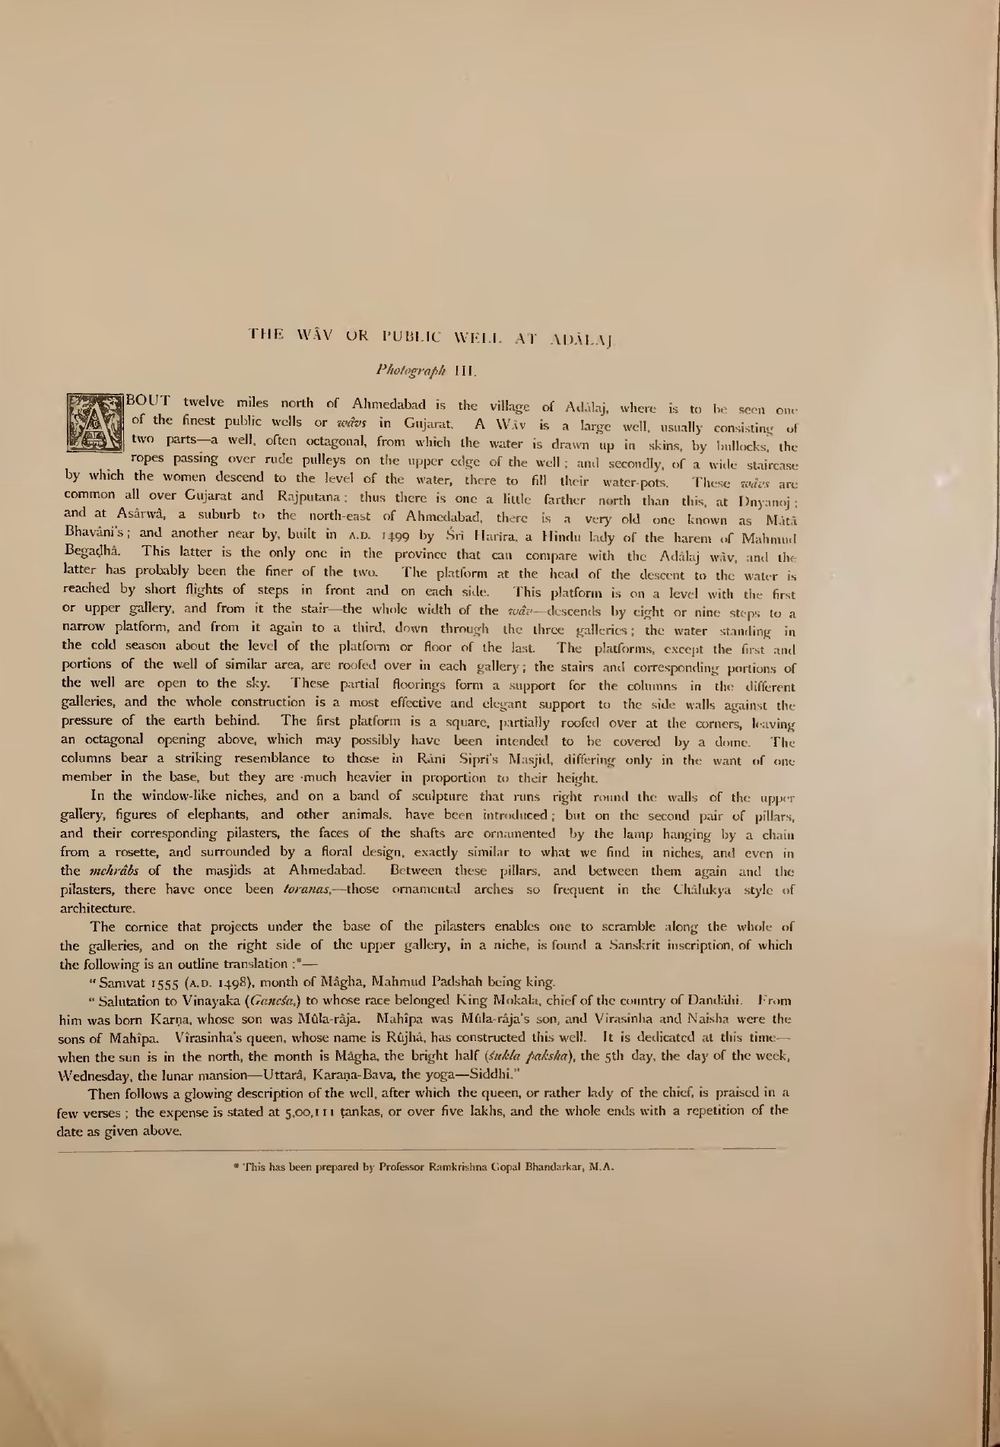 THE WÂV OR PUBLIC WELL AT ADÂLAJ
Photograph III.
ABOUT twelve miles north of Ahmedabad is the village of Adâlaj, where is to be seen one
of the finest public wells or wâvs in Gujarat. A Wâv is a large well, usually consisting of
two parts—a well, often octagonal, from which the water is drawn up in skins, by bullocks, the
ropes passing over rude pulleys on the upper edge of the well; and secondly, of a wide staircase
by which the women descend to the level of the water, there to fill their water-pots. These wâvs are
common all over Gujarat and Rajputana; thus there is one a little farther north than this, at Dnyanoj;
and at Asârwâ, a suburb to the north-east of Ahmedabad, there is a very old one known as Mâtâ
Bhavâni's; and another near by, built in A.D. 1499 by Śri Harira, a Hindu lady of the harem of Mahmud
Begaḍhâ. This latter is the only one in the province that can compare with the Adâlaj wâv, and the
latter has probably been the finer of the two. The platform at the head of the descent to the water is
reached by short flights of steps in front and on each side. This platform is on a level with the first
or upper gallery, and from it the stair—the whole width of the wâv—descends by eight or nine steps to a
narrow platform, and from it again to a third, down through the three galleries; the water standing in
the cold season about the level of the platform or floor of the last. The platforms, except the first and
portions of the well of similar area, are roofed over in each gallery; the stairs and corresponding portions of
the well are open to the sky. These partial floorings form a support for the columns in the different
galleries, and the whole construction is a most effective and elegant support to the side walls against the
pressure of the earth behind. The first platform is a square, partially roofed over at the corners, leaving
an octagonal opening above, which may possibly have been intended to be covered by a dome. The
columns bear a striking resemblance to those in Râni Sipri's Masjid, differing only in the want of one
member in the base, but they are much heavier in proportion to their height.
In the window-like niches, and on a band of sculpture that runs right round the walls of the upper
gallery, figures of elephants, and other animals, have been introduced; but on the second pair of pillars,
and their corresponding pilasters, the faces of the shafts are ornamented by the lamp hanging by a chain
from a rosette, and surrounded by a floral design, exactly similar to what we find in niches, and even in
the mehrâbs of the masjids at Ahmedabad. Between these pillars, and between them again and the
pilasters, there have once been toranas,—those ornamental arches so frequent in the Châlukya style of
architecture.
The cornice that projects under the base of the pilasters enables one to scramble along the whole of
the galleries, and on the right side of the upper gallery, in a niche, is found a Sanskrit inscription, of which
the following is an outline translation:*—
"Samvat 1555 (A.D. 1498), month of Mâgha, Mahmud Padshah being king.
"Salutation to Vinayaka (Ganeśa,) to whose race belonged King Mokala, chief of the country of Dandâhi. From
him was born Karṇa, whose son was Mûla-râja. Mahîpa was Mûla-râja's son, and Virasinha and Naisha were the
sons of Mahîpa. Vîrasinha's queen, whose name is Rûjhâ, has constructed this well. It is dedicated at this time—
when the sun is in the north, the month is Mâgha, the bright half (śukla paksha), the 5th day, the day of the week,
Wednesday, the lunar mansion—Uttarâ, Karaṇa-Bava, the yoga—Siddhi."
Then follows a glowing description of the well, after which the queen, or rather lady of the chief, is praised in a
few verses; the expense is stated at 5,00,111 ṭankas, or over five lakhs, and the whole ends with a repetition of the
date as given above.
* This has been prepared by Professor Ramkrishna Gopal Bhandarkar, M.A.